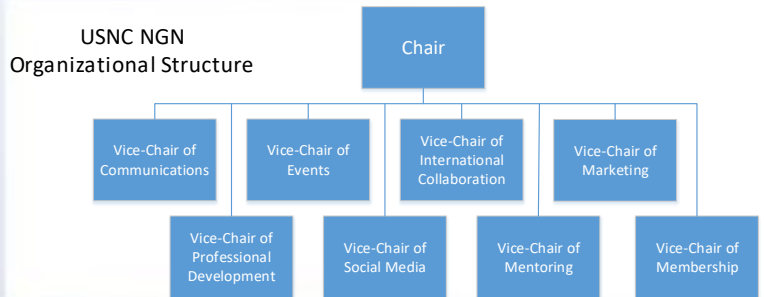 USNC NGN
Organizational Structure
Chair
Vice-Chair of
Communications
Vice-Chair of
Events
Vice-Chair of
International
Collaboration
Vice-Chair of
Marketing
Vice-Chair of
Professional
Development
Vice-Chair of
Social Media
Vice-Chair of
Mentoring
Vice-Chair of
Membership